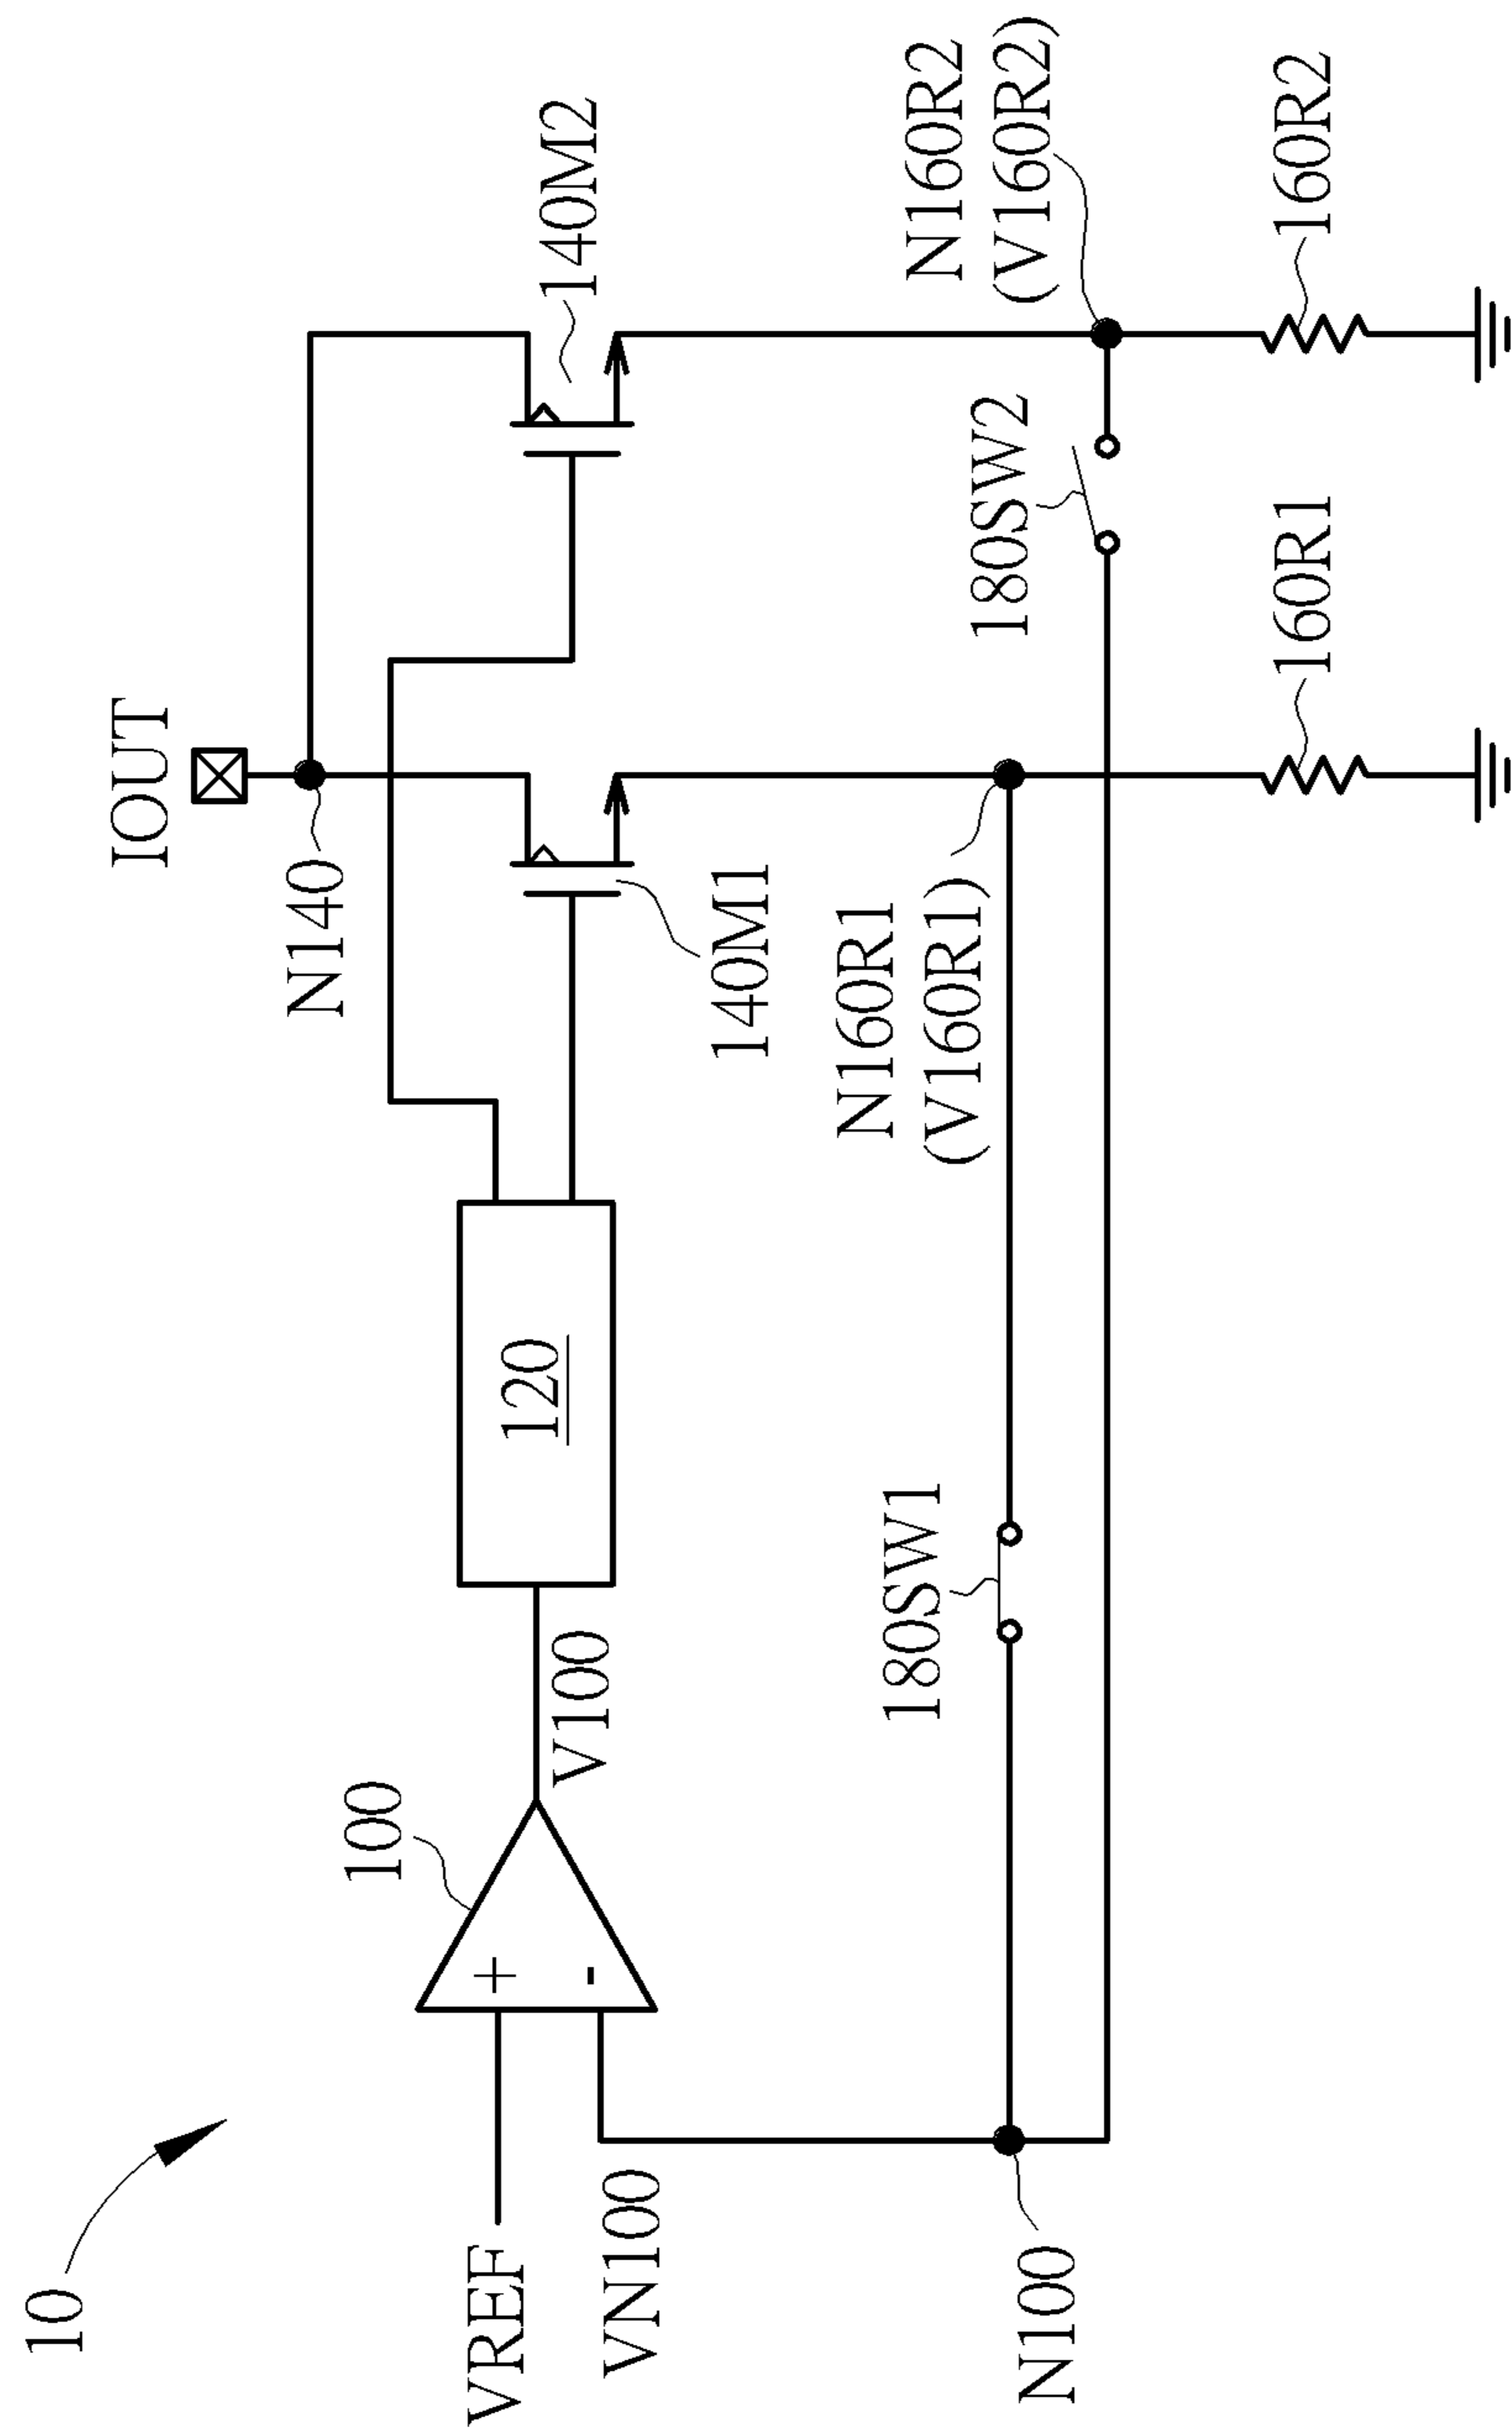 10
IOUT
N140
140M2
100
120
V100
140M1
VREF
+
-
VN100
N160R1
(V160R1)
N160R2
(V160R2)
180SW1
180SW2
N100
160R1
160R2